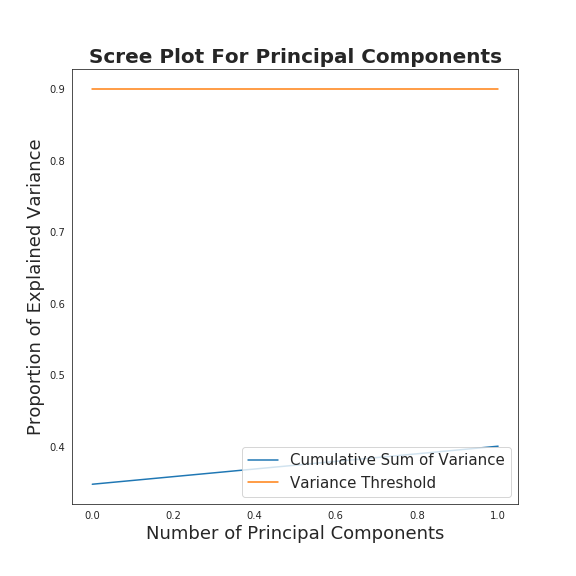 Scree Plot For Principal Components
Proportion of Explained Variance
0.9
0.8
0.7
0.6
0.5
0.4
Cumulative Sum of Variance
Variance Threshold
0.0 0.2 0.4 0.6 0.8 1.0
Number of Principal Components